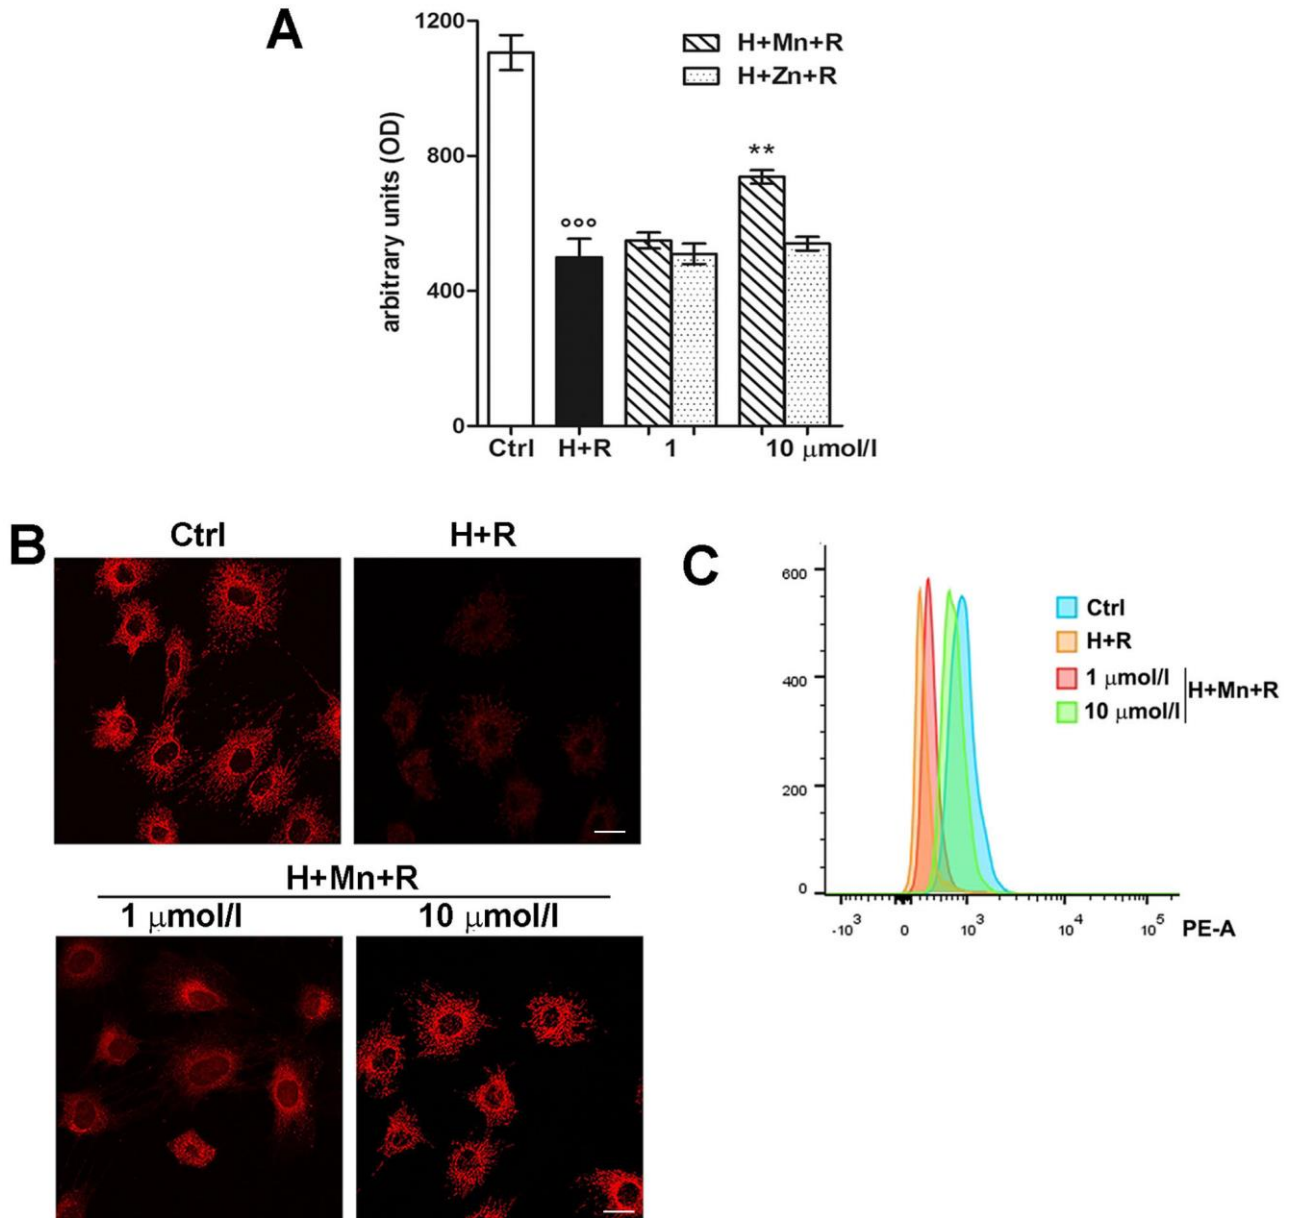 A
1200
800
400
0
arbitrary units (OD)
H+Mn+R
H+Zn+R
°°°
**
Ctrl H+R 1 10 µmol/l
B
Ctrl H+R
H+Mn+R
1 µmol/l 10 µmol/l
C
600
400
200
0
Ctrl
H+R
1 µmol/l
10 µmol/l
H+Mn+R
-10³ 0 10³ 10⁴ 10⁵ PE-A